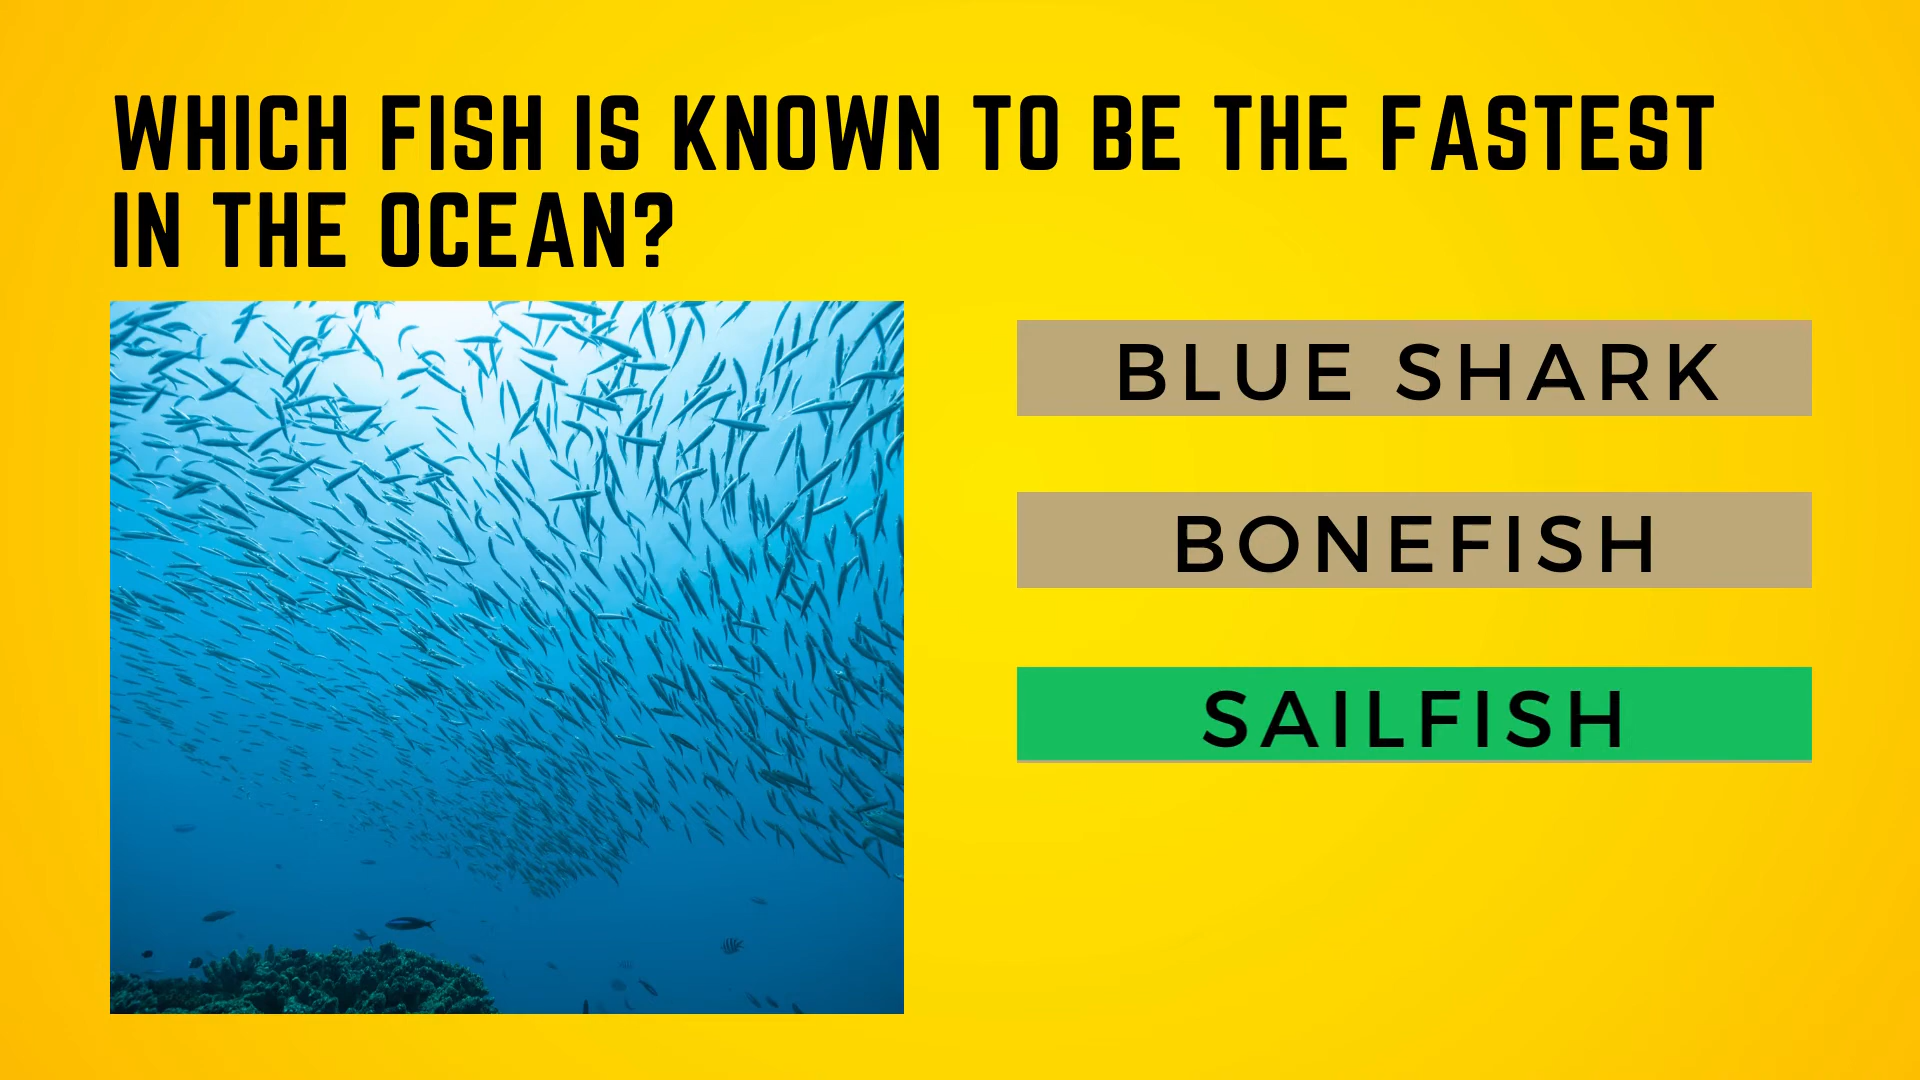 WHICH FISH IS KNOWN TO BE THE FASTEST
IN THE OCEAN?
BLUE SHARK
BONEFISH
SAILFISH